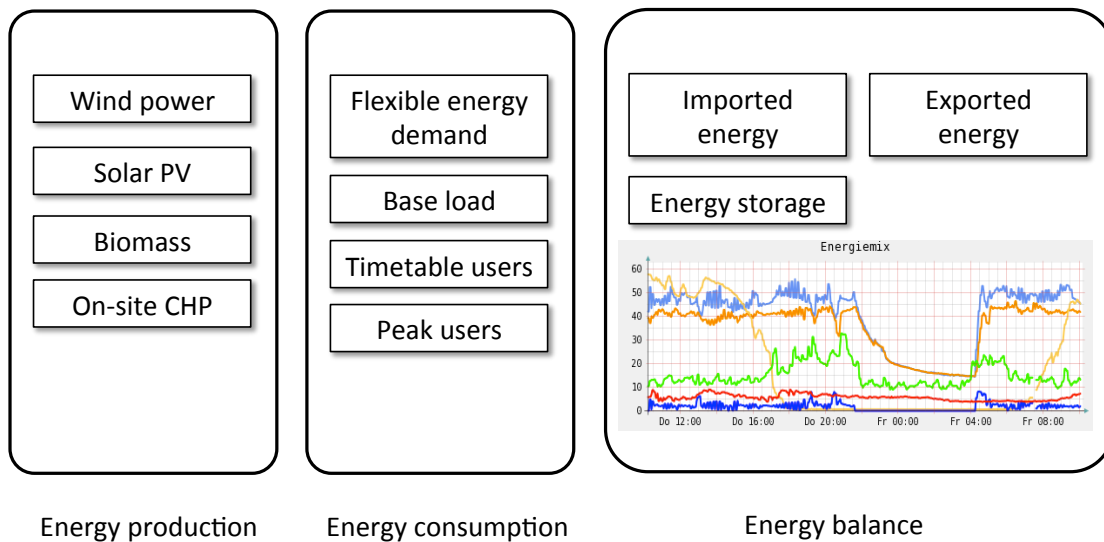 Wind power
Solar PV
Biomass
On-site CHP
Energy production
Flexible energy
demand
Base load
Timetable users
Peak users
Energy consumption
Imported
energy
Exported
energy
Energy storage
Energiemix
60
50
40
30
20
10
0
Do 12:00 Do 16:00 Do 20:00 Fr 00:00 Fr 04:00 Fr 08:00
Energy balance